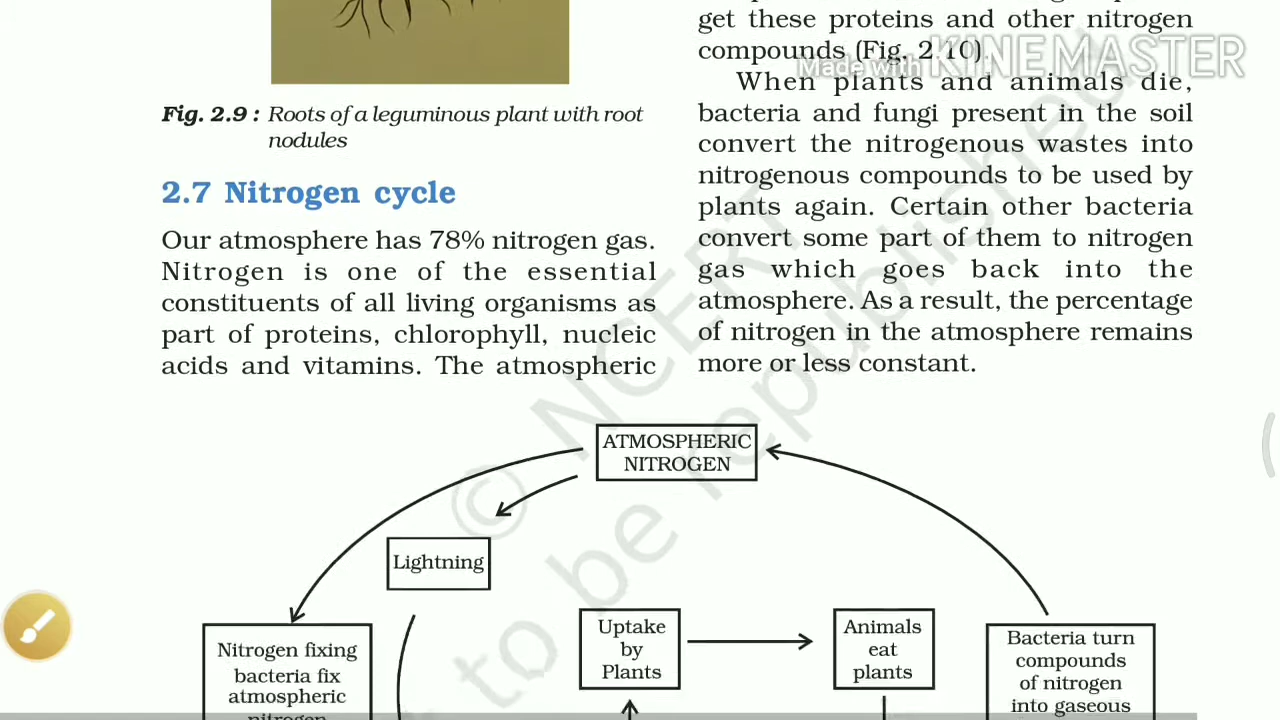 get these proteins and other nitrogen
compounds (Fig. 2.10).
Made with KINEMASTER
Fig. 2.9 : Roots of a leguminous plant with root
nodules
2.7 Nitrogen cycle
Our atmosphere has 78% nitrogen gas.
Nitrogen is one of the essential
constituents of all living organisms as
part of proteins, chlorophyll, nucleic
acids and vitamins. The atmospheric
When plants and animals die,
bacteria and fungi present in the soil
convert the nitrogenous wastes into
nitrogenous compounds to be used by
plants again. Certain other bacteria
convert some part of them to nitrogen
gas which goes back into the
atmosphere. As a result, the percentage
of nitrogen in the atmosphere remains
more or less constant.
© NCERT
to be republished
ATMOSPHERIC
NITROGEN
Lightning
Nitrogen fixing
bacteria fix
atmospheric
nitrogen
Uptake
by
Plants
Animals
eat
plants
Bacteria turn
compounds
of nitrogen
into gaseous